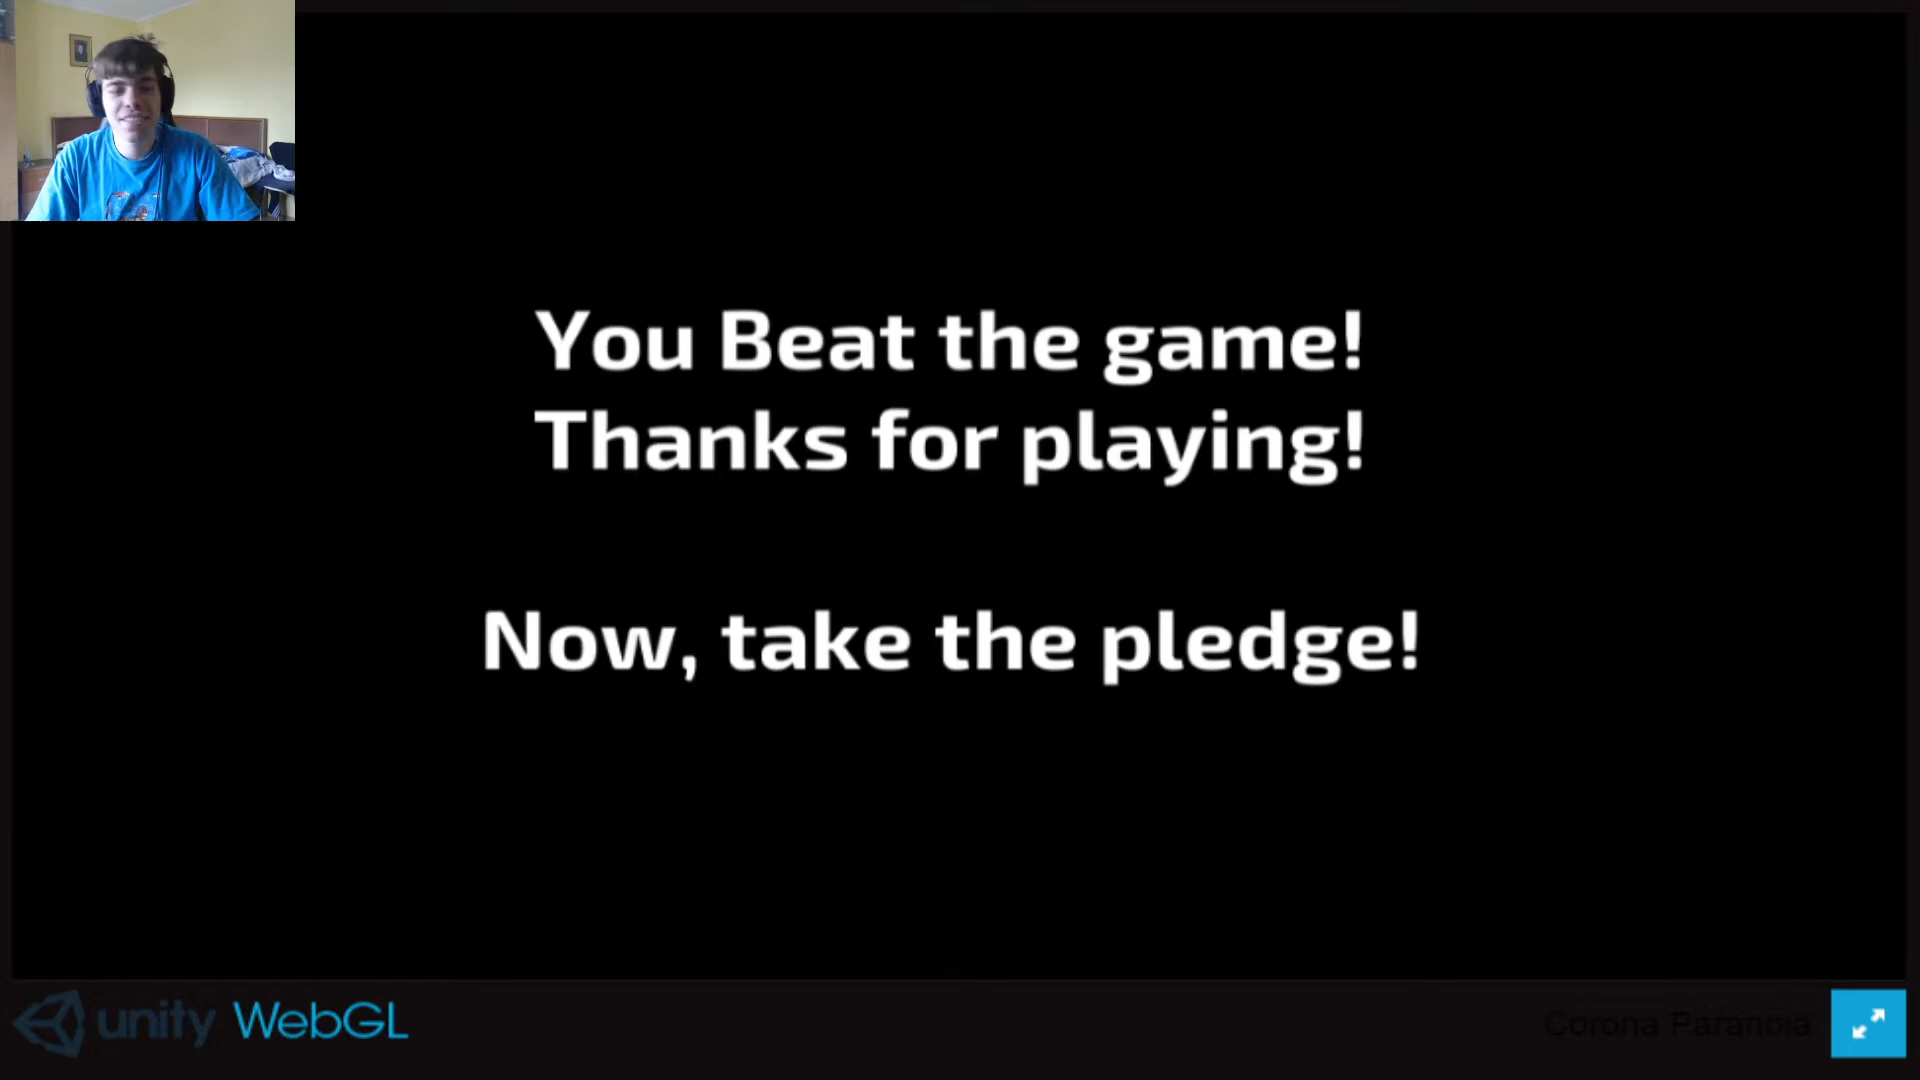 You Beat the game!
Thanks for playing!
Now, take the pledge!
unity WebGL
Corona Paranoia